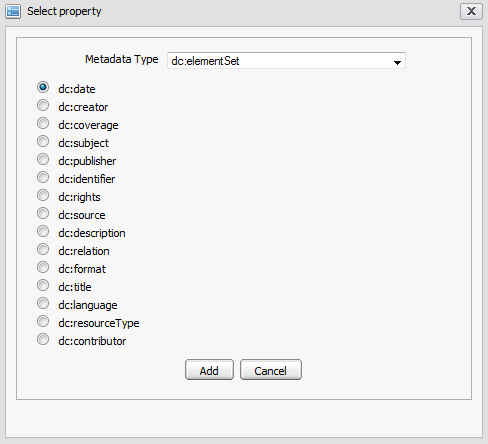 Select property
Metadata Type dc:elementSet
dc:date
dc:creator
dc:coverage
dc:subject
dc:publisher
dc:identifier
dc:rights
dc:source
dc:description
dc:relation
dc:format
dc:title
dc:language
dc:resourceType
dc:contributor
Add Cancel